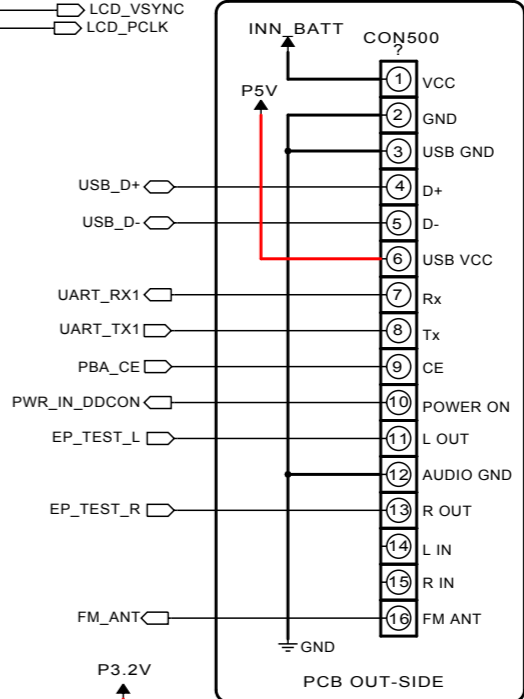 LCD_VSYNC
LCD_PCLK
INN_BATT
CON500
?
P5V
1 VCC
2 GND
3 USB GND
USB_D+ 4 D+
USB_D- 5 D-
6 USB VCC
UART_RX1 7 Rx
UART_TX1 8 Tx
PBA_CE 9 CE
PWR_IN_DDCON 10 POWER ON
EP_TEST_L 11 L OUT
12 AUDIO GND
EP_TEST_R 13 R OUT
14 L IN
15 R IN
FM_ANT 16 FM ANT
GND
P3.2V
PCB OUT-SIDE